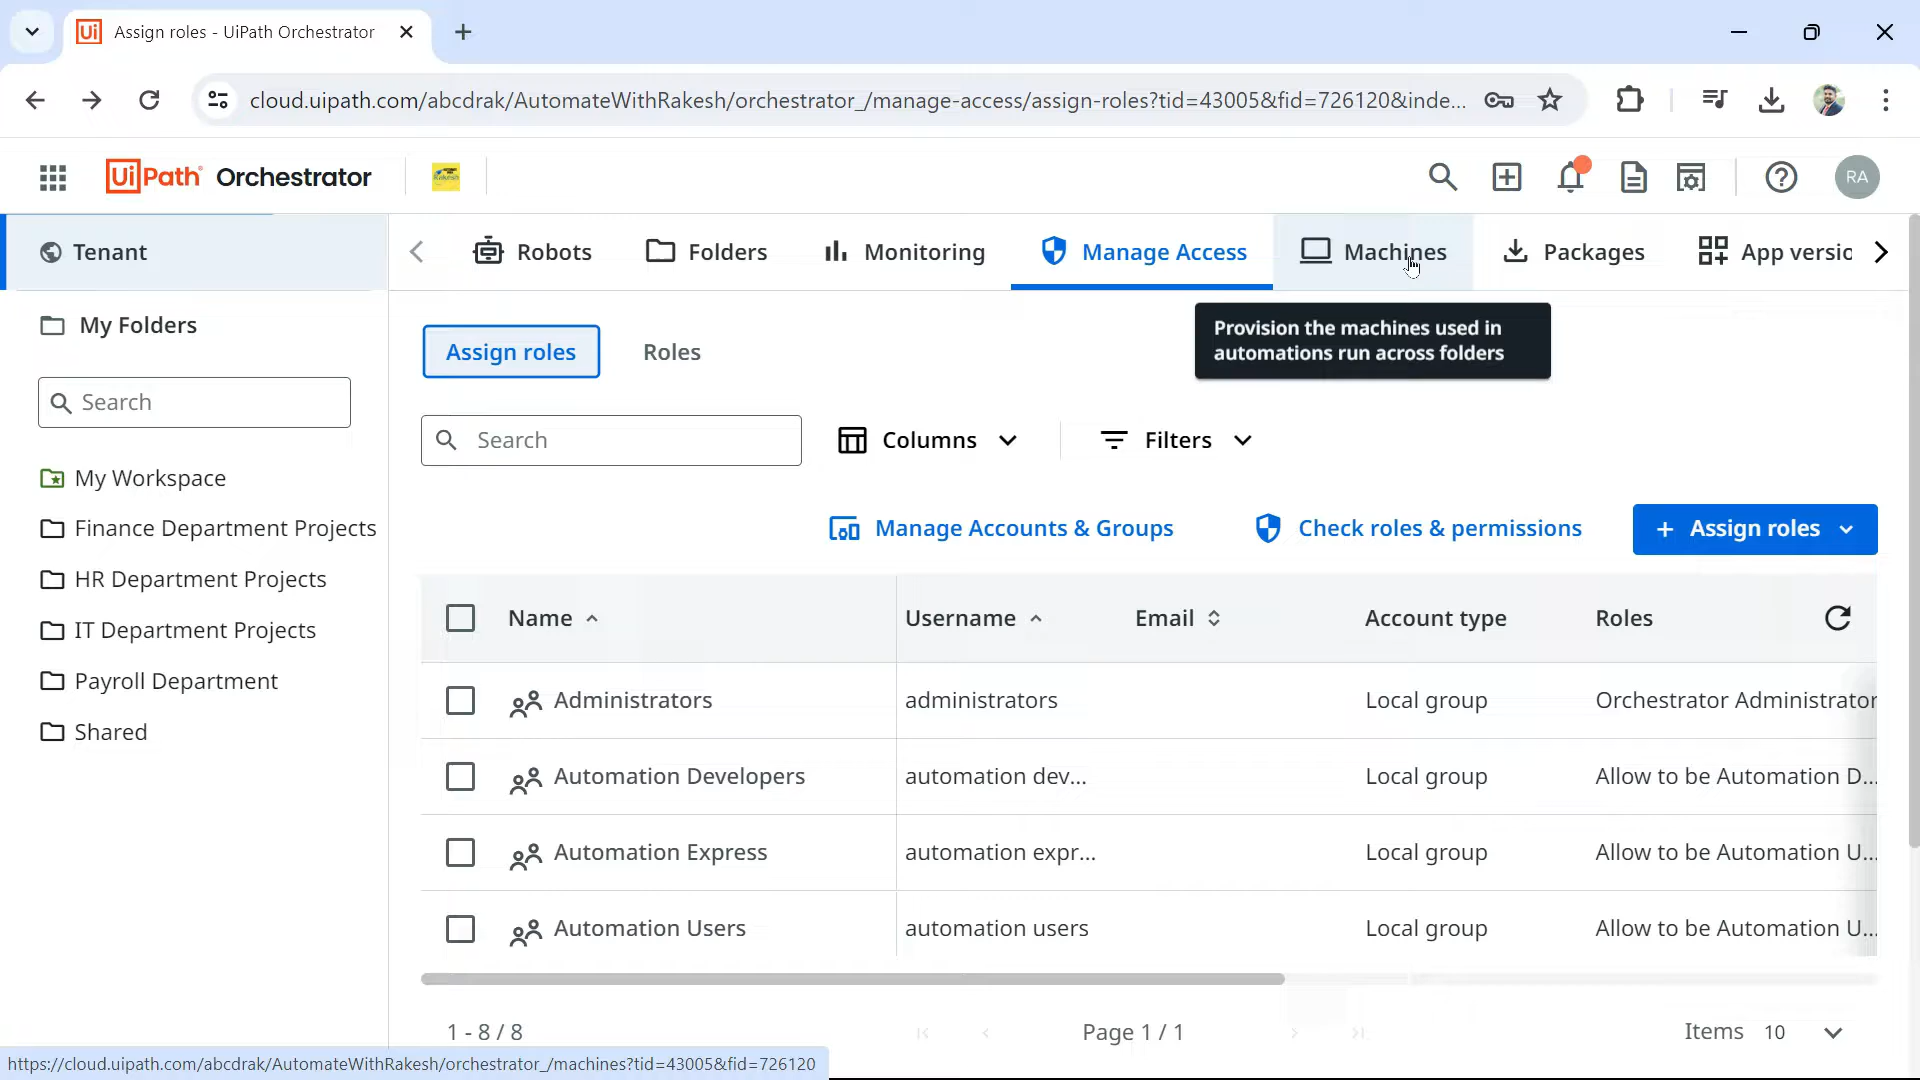 Ui Assign roles - UiPath Orchestrator
cloud.uipath.com/abcdrak/AutomateWithRakesh/orchestrator_/manage-access/assign-roles?tid=43005&fid=726120&inde...
UiPath Orchestrator
RA
Tenant
Robots
Folders
Monitoring
Manage Access
Machines
Packages
App versio
My Folders
Provision the machines used in
automations run across folders
Assign roles
Roles
Search
Search
Columns
Filters
My Workspace
Finance Department Projects
HR Department Projects
IT Department Projects
Payroll Department
Shared
Manage Accounts & Groups
Check roles & permissions
+ Assign roles
Name
Username
Email
Account type
Roles
Administrators
administrators
Local group
Orchestrator Administrator
Automation Developers
automation dev...
Local group
Allow to be Automation D...
Automation Express
automation expr...
Local group
Allow to be Automation U...
Automation Users
automation users
Local group
Allow to be Automation U...
1 - 8 / 8
Page 1 / 1
Items 10
https://cloud.uipath.com/abcdrak/AutomateWithRakesh/orchestrator_/machines?tid=43005&fid=726120